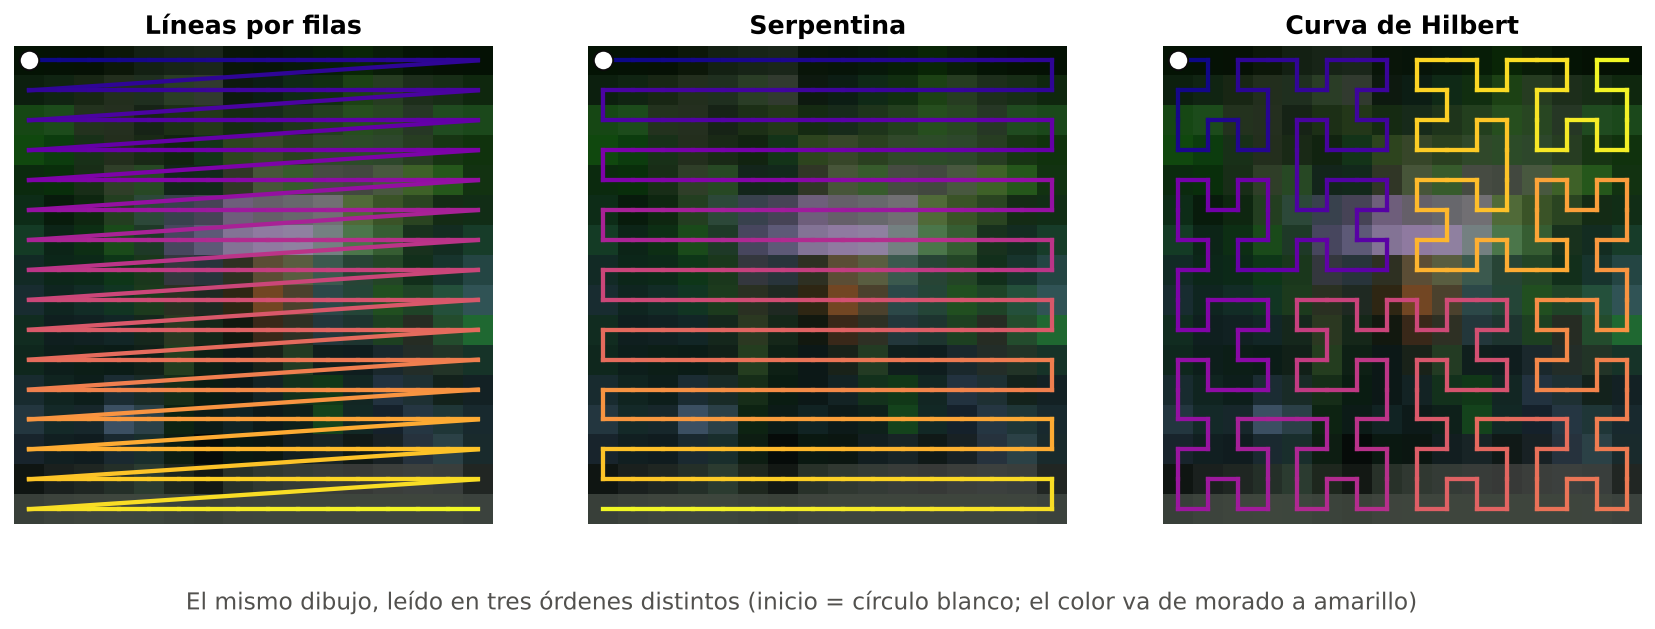 Líneas por filas
Serpentina
Curva de Hilbert
El mismo dibujo, leído en tres órdenes distintos (inicio = círculo blanco; el color va de morado a amarillo)